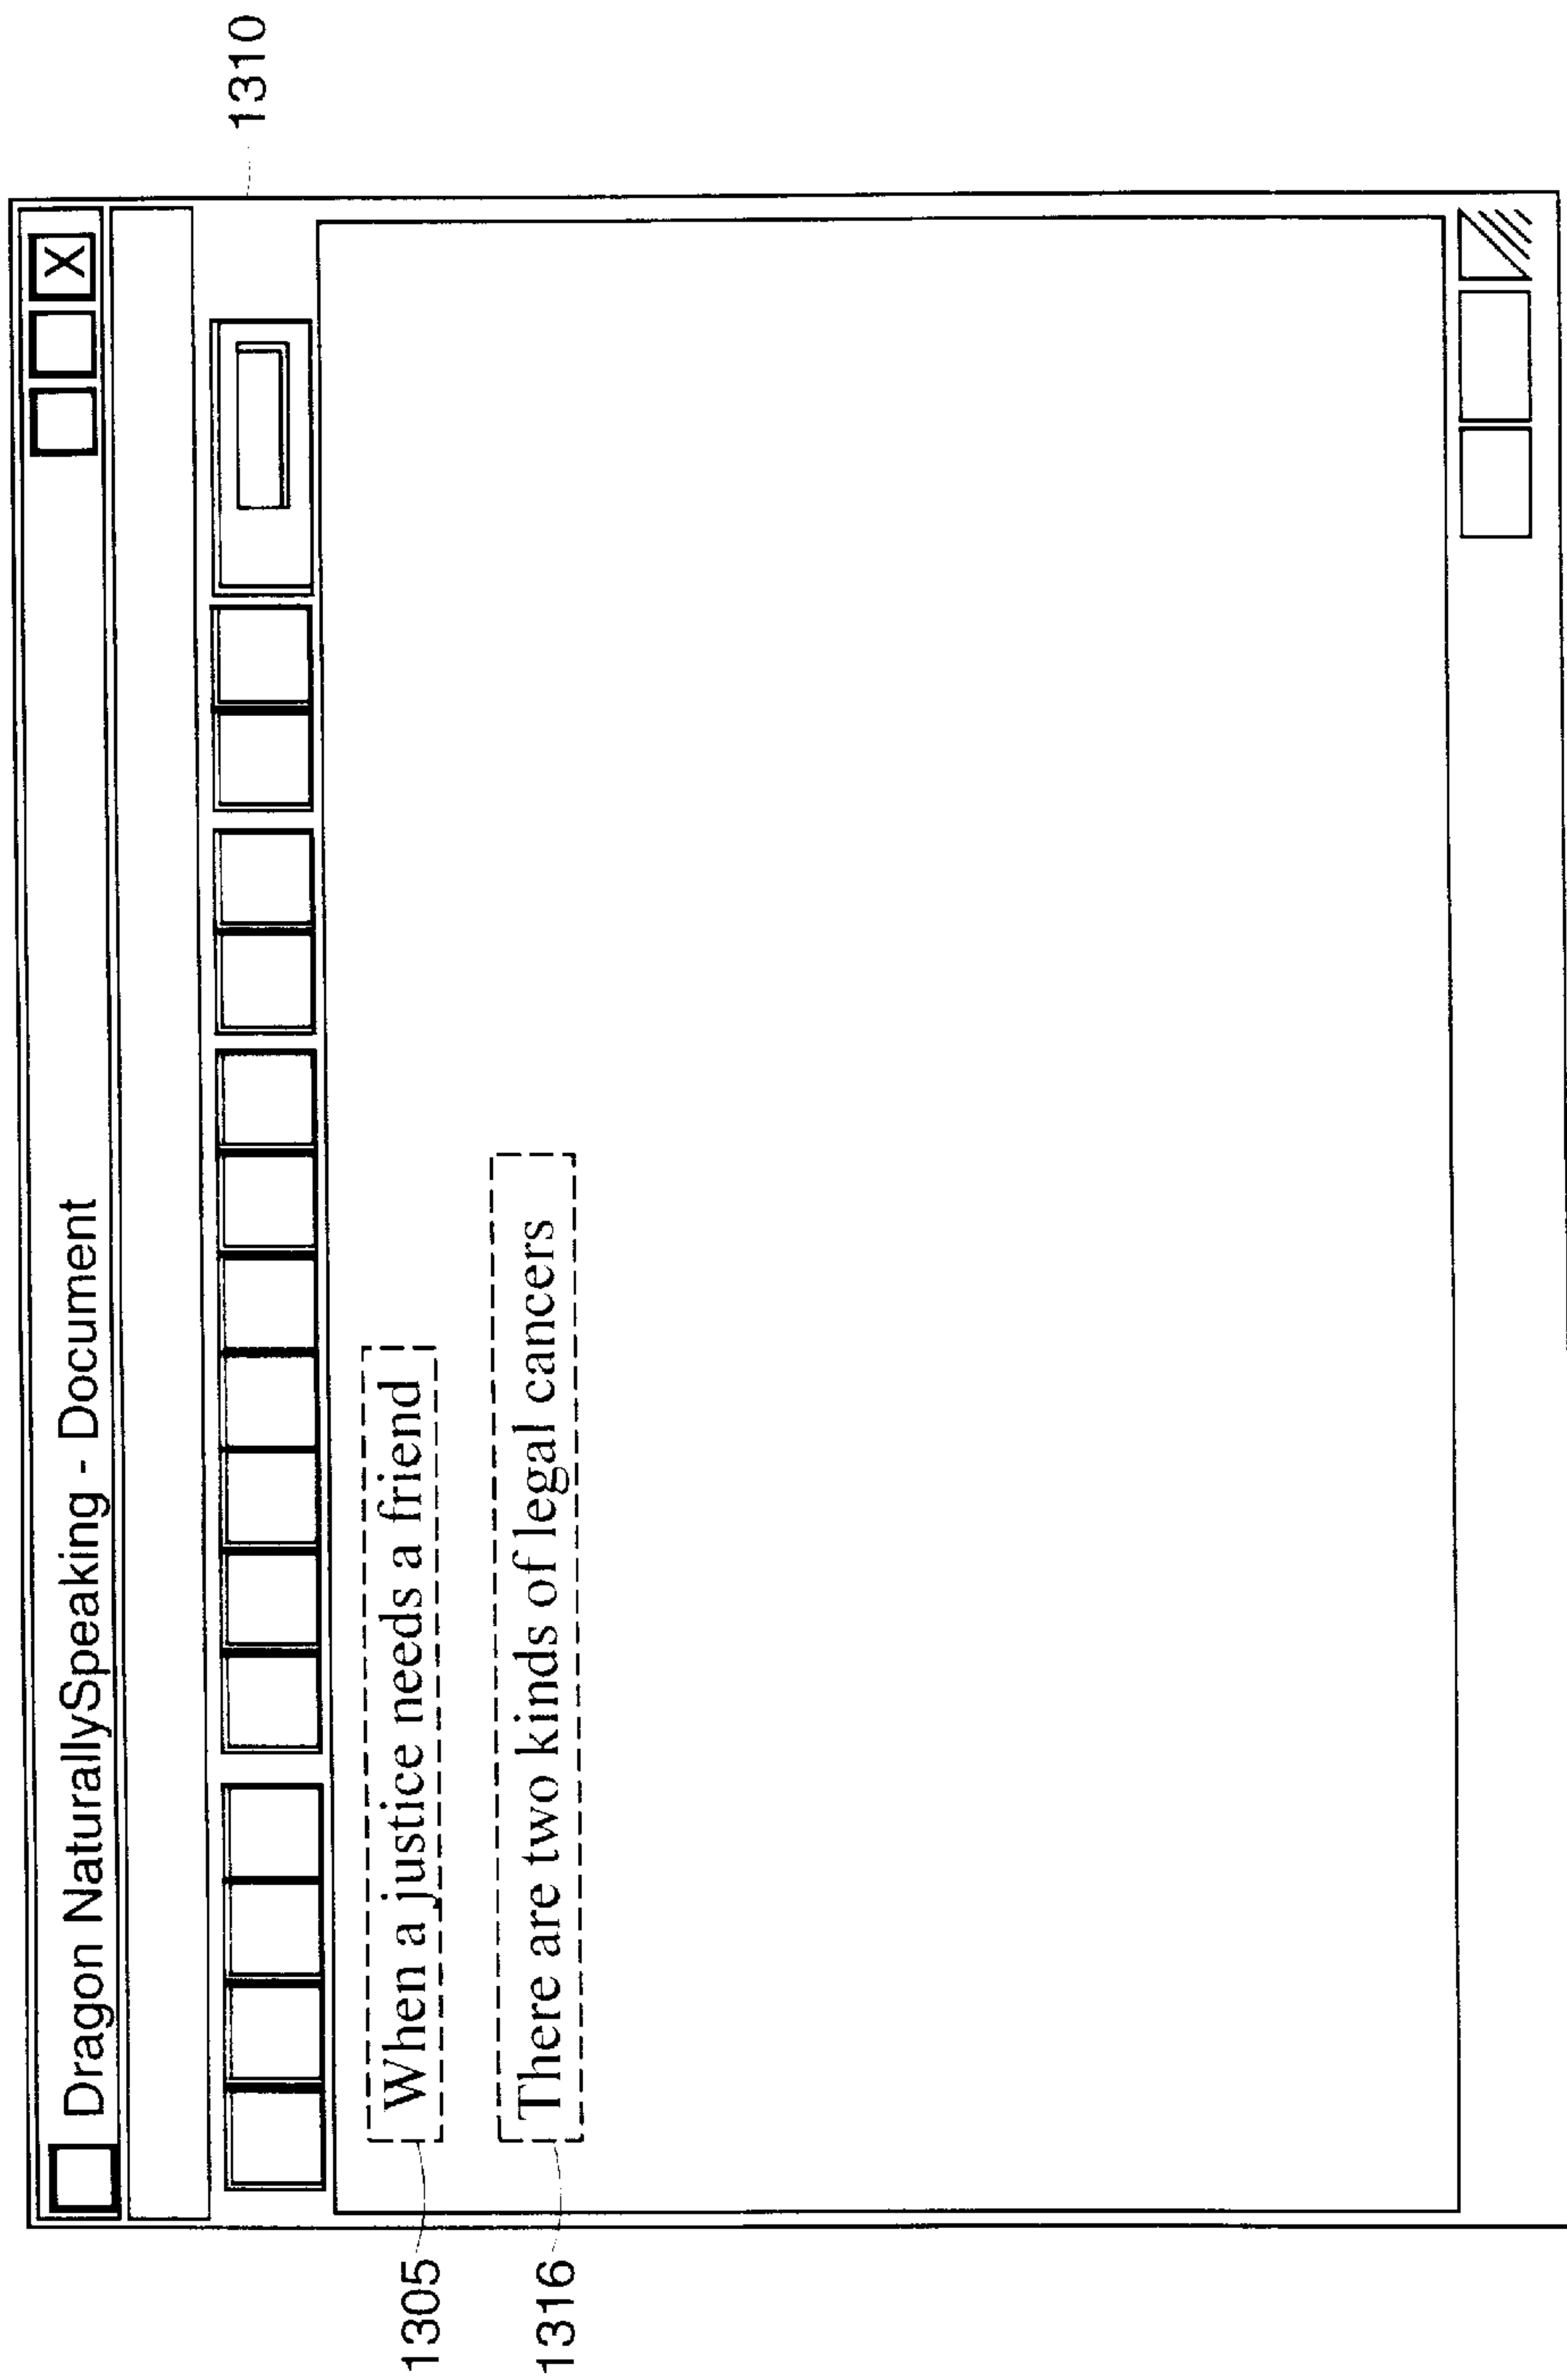 Dragon NaturallySpeaking - Document
X
1310
1305
When a justice needs a friend
1316
There are two kinds of legal cancers